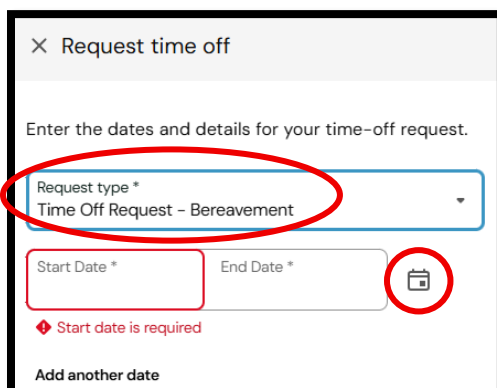 Request time off
Enter the dates and details for your time-off request.
Request type *
Time Off Request - Bereavement
Start Date * End Date *
Start date is required
Add another date